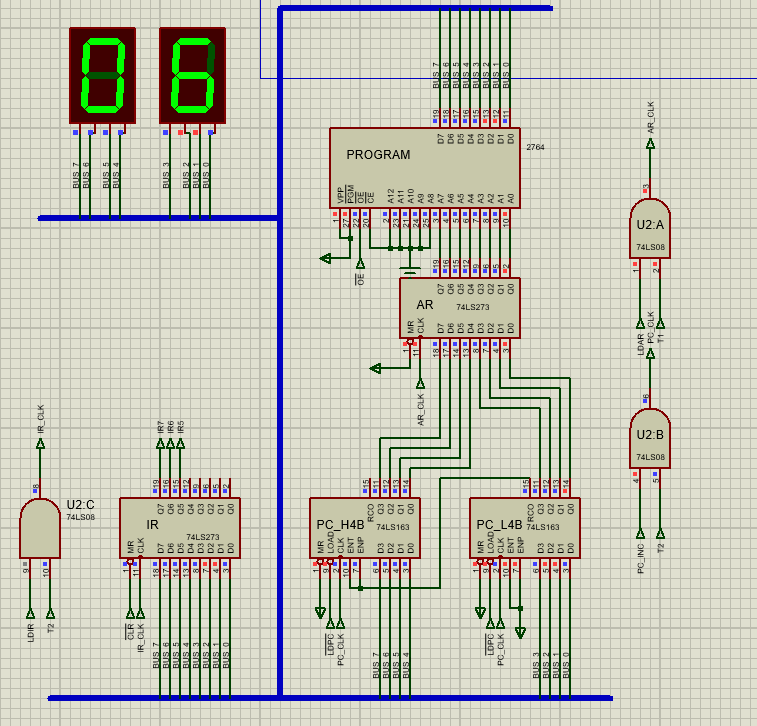 06
BUS_7 BUS_6 BUS_5 BUS_4 BUS_3 BUS_2 BUS_1 BUS_0
BUS_7 BUS_6 BUS_5 BUS_4 BUS_3 BUS_2 BUS_1 BUS_0
19 18 17 16 15 13 12 11
D7 D6 D5 D4 D3 D2 D1 D0
PROGRAM
2764
VPP PGM OE CE A12 A11 A10 A9 A8 A7 A6 A5 A4 A3 A2 A1 A0
1 27 22 20 2 23 21 24 25 3 4 5 6 7 8 9 10
OE
19 16 15 12 9 6 5 2
Q7 Q6 Q5 Q4 Q3 Q2 Q1 Q0
AR
74LS273
MR CLK D7 D6 D5 D4 D3 D2 D1 D0
1 11 18 17 14 13 8 7 4 3
AR_CLK
AR_CLK
3
U2:A
74LS08
1 2
LDAR T1
PC_CLK
6
U2:B
74LS08
4 5
PC_INC T2
IR_CLK
8
U2:C
74LS08
9 10
LDIR T2
IR7 IR6 IR5
19 16 15 12 9 6 5 2
Q7 Q6 Q5 Q4 Q3 Q2 Q1 Q0
IR
74LS273
MR CLK D7 D6 D5 D4 D3 D2 D1 D0
1 11 18 17 14 13 8 7 4 3
CLR IR_CLK
BUS_7 BUS_6 BUS_5 BUS_4 BUS_3 BUS_2 BUS_1 BUS_0
15 11 12 13 14
RCO Q3 Q2 Q1 Q0
PC_H4B
74LS163
MR LOAD CLK ENT ENP D3 D2 D1 D0
1 9 2 10 7 6 5 4 3
LDPC PC_CLK
BUS_7 BUS_6 BUS_5 BUS_4
15 11 12 13 14
RCO Q3 Q2 Q1 Q0
PC_L4B
74LS163
MR LOAD CLK ENT ENP D3 D2 D1 D0
1 9 2 10 7 6 5 4 3
LDPC PC_CLK
BUS_3 BUS_2 BUS_1 BUS_0